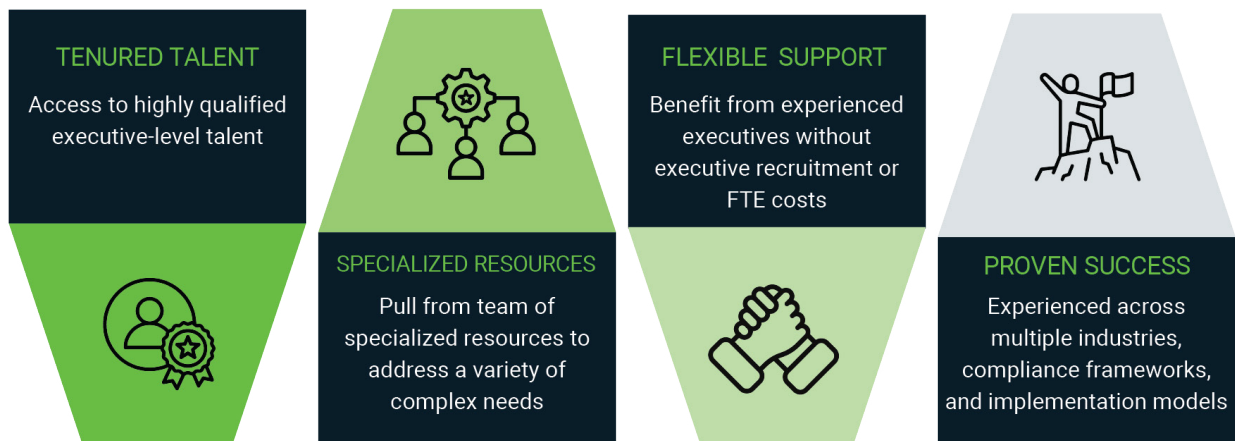 TENURED TALENT
Access to highly qualified
executive-level talent
SPECIALIZED RESOURCES
Pull from team of
specialized resources to
address a variety of
complex needs
FLEXIBLE SUPPORT
Benefit from experienced
executives without
executive recruitment or
FTE costs
PROVEN SUCCESS
Experienced across
multiple industries,
compliance frameworks,
and implementation models